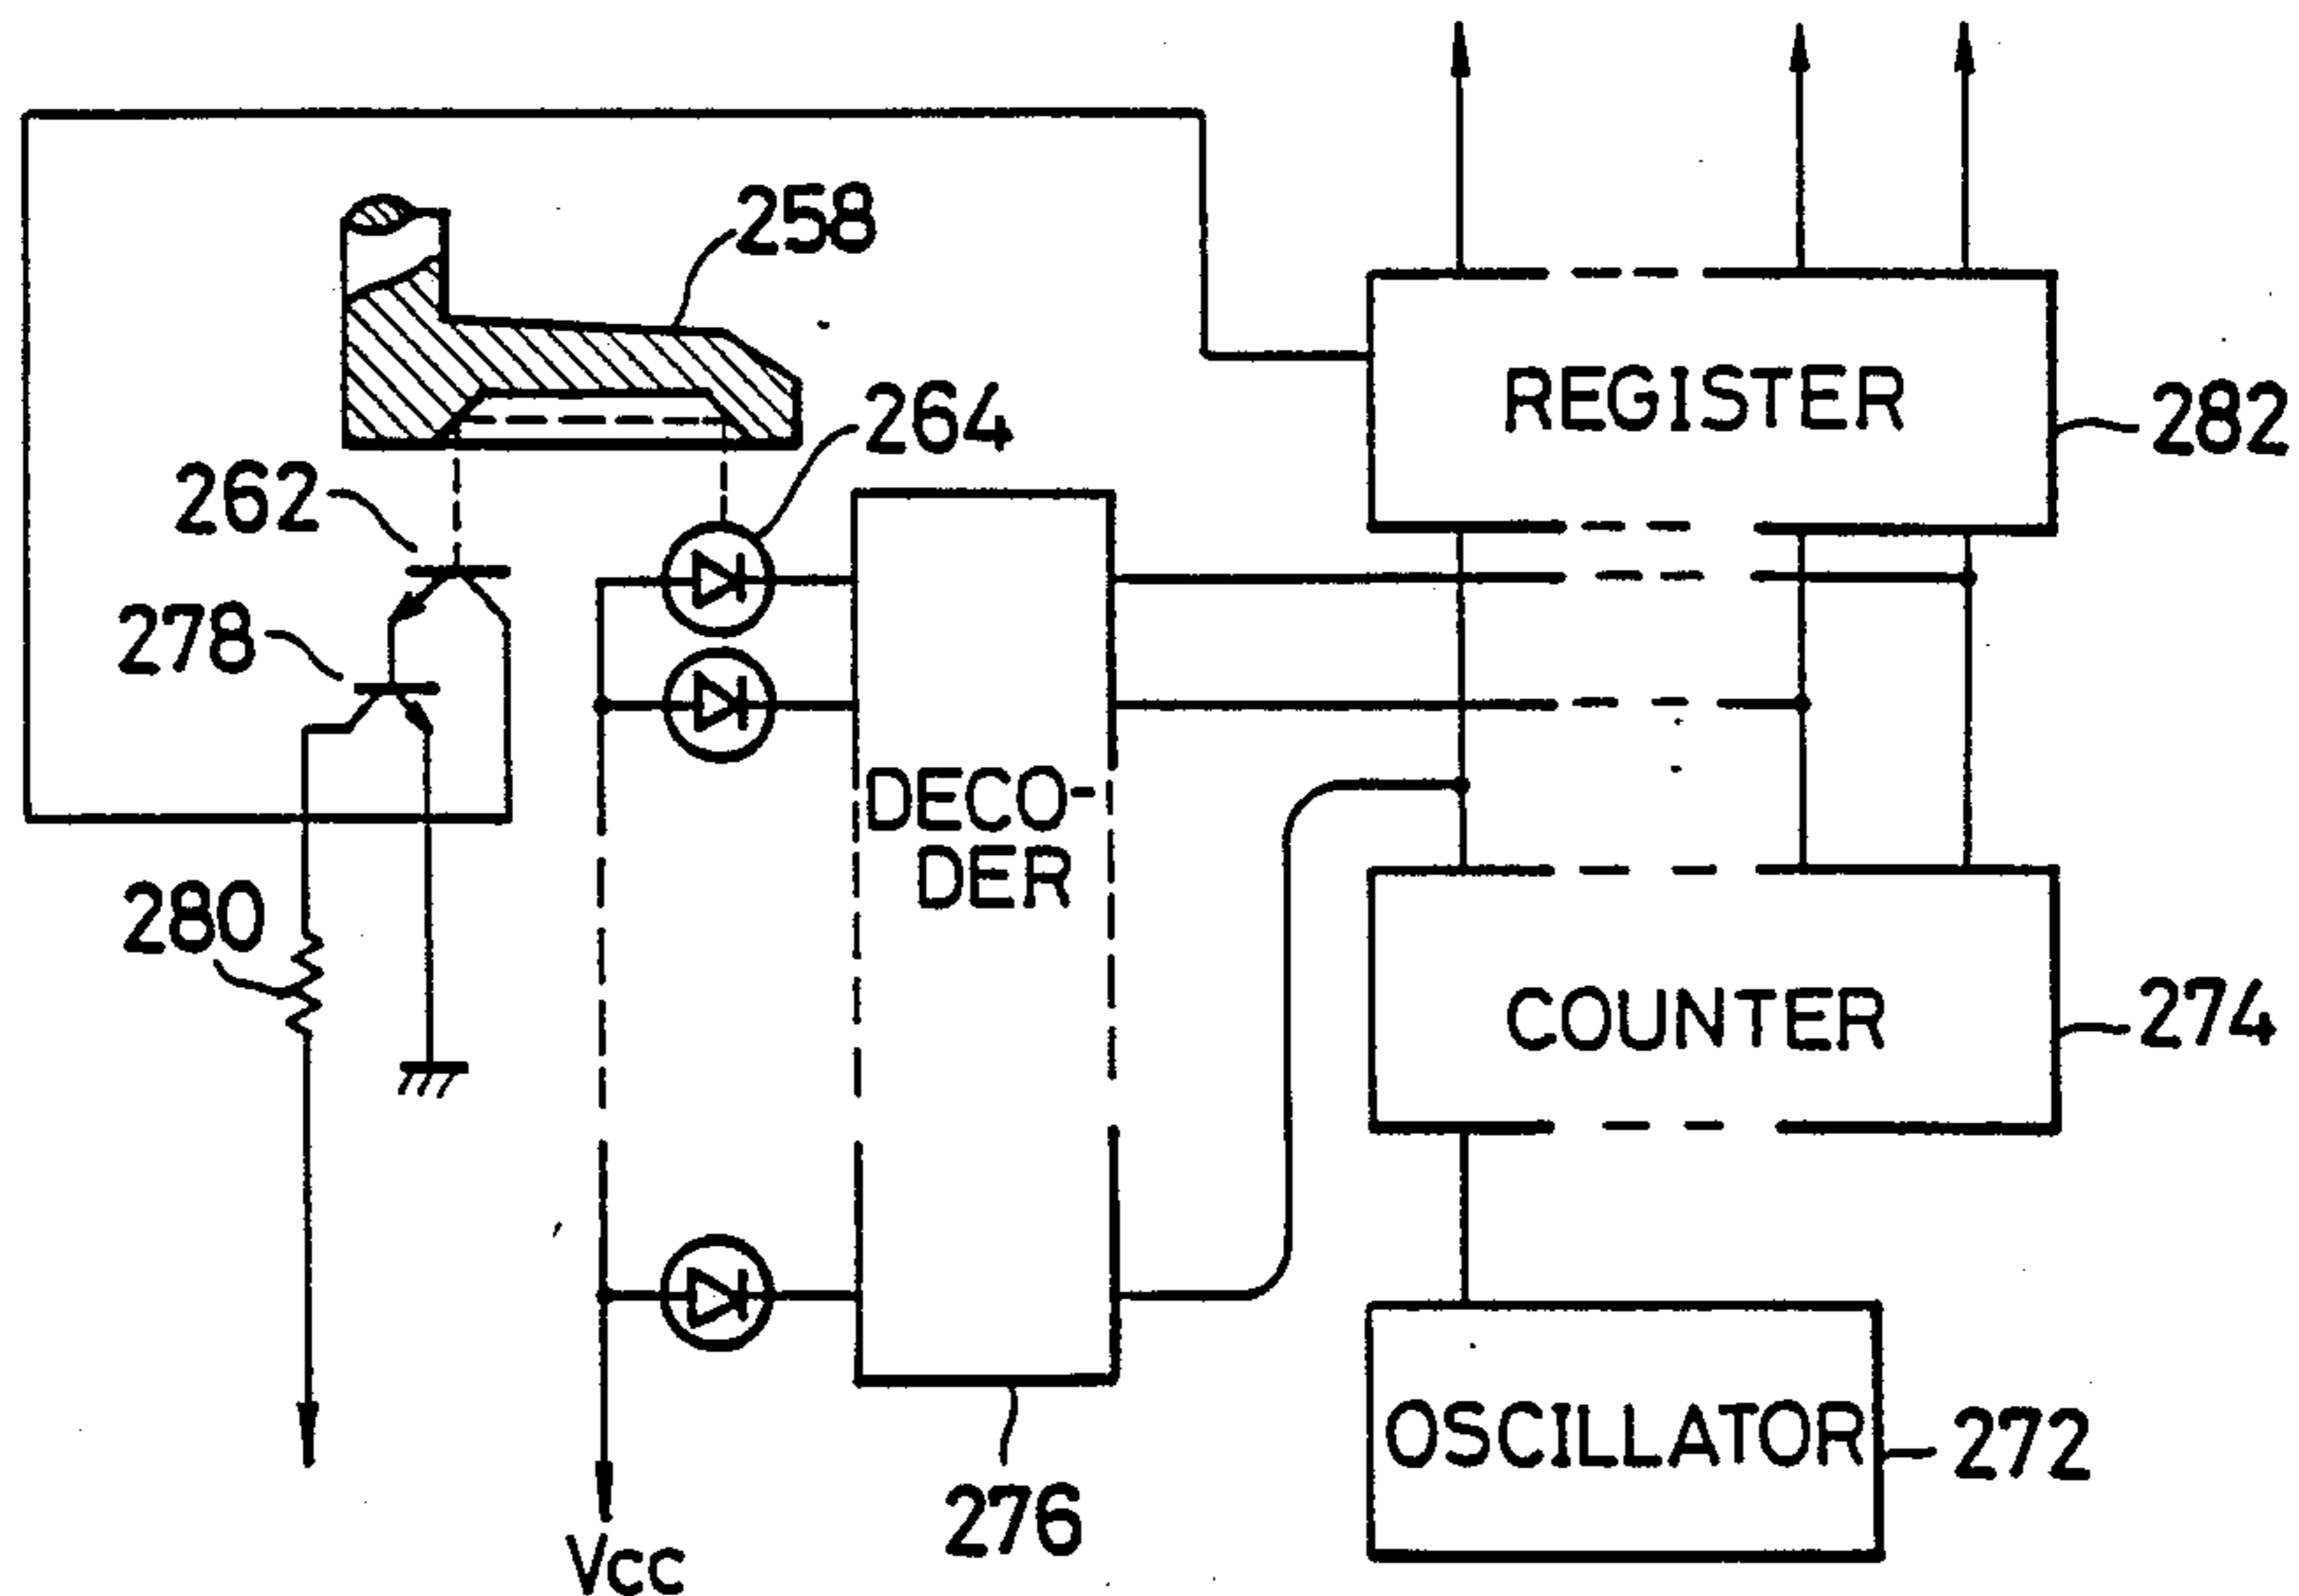 258
264
REGISTER
282
262
278
DECO-
DER
280
COUNTER
274
OSCILLATOR
272
276
Vcc